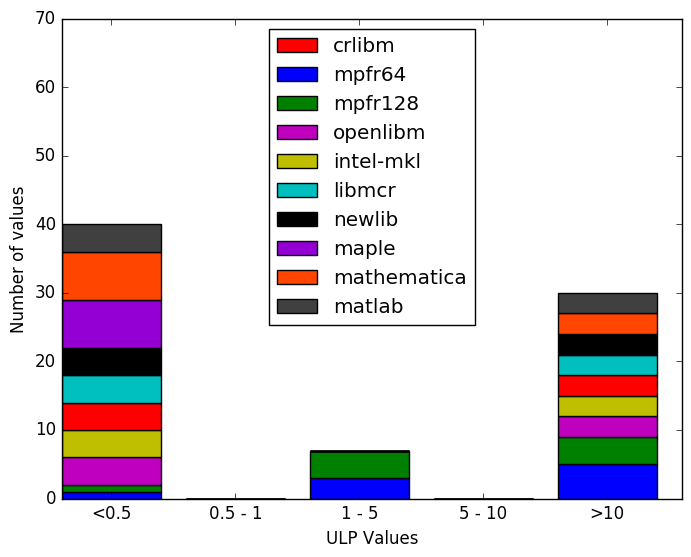 70
60
50
40
30
20
10
0
Number of values
crlibm
mpfr64
mpfr128
openlibm
intel-mkl
libmcr
newlib
maple
mathematica
matlab
<0.5 0.5 - 1 1 - 5 5 - 10 >10
ULP Values